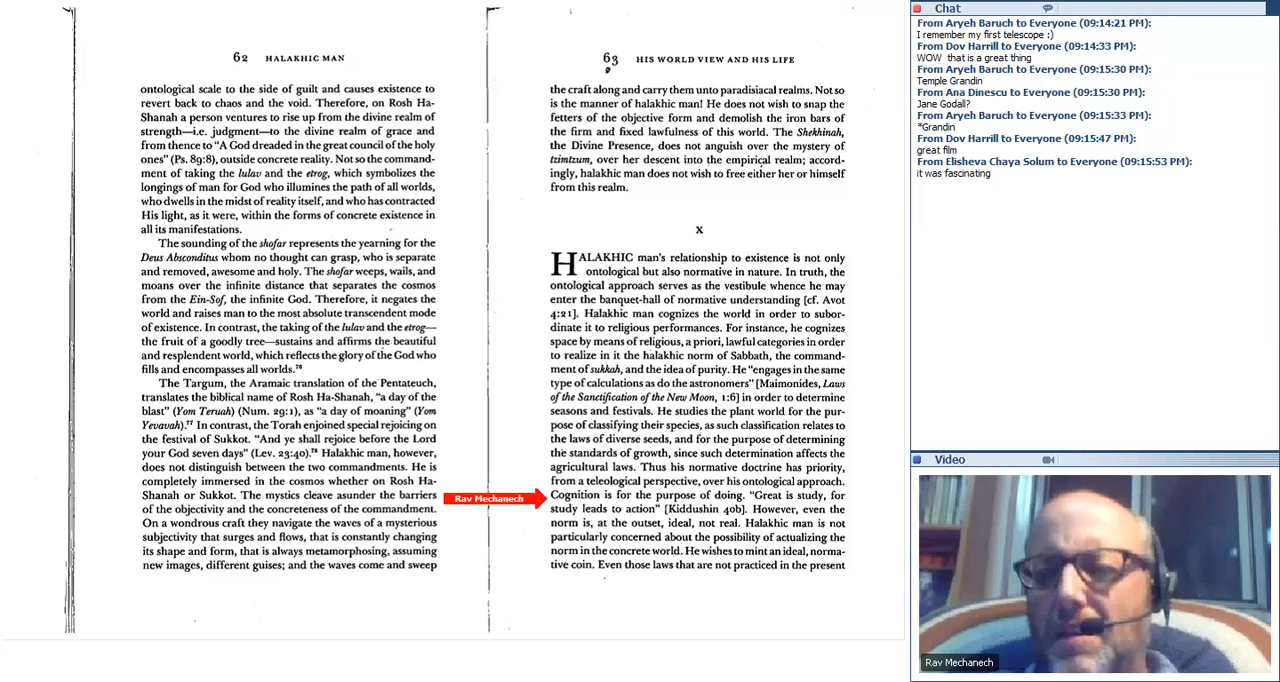 62 HALAKHIC MAN
ontological scale to the side of guilt and causes existence to
revert back to chaos and the void. Therefore, on Rosh Ha-
Shanah a person ventures to rise up from the divine realm of
strength—i.e. judgment—to the divine realm of grace and
from thence to “A God dreaded in the great council of the holy
ones” (Ps. 89:8), outside concrete reality. Not so the command-
ment of taking the lulav and the etrog, which symbolizes the
longings of man for God who illumines the path of all worlds,
who dwells in the midst of reality itself, and who has contracted
His light, as it were, within the forms of concrete existence in
all its manifestations.
The sounding of the shofar represents the yearning for the
Deus Absconditus whom no thought can grasp, who is separate
and removed, awesome and holy. The shofar weeps, wails, and
moans over the infinite distance that separates the cosmos
from the Ein-Sof, the infinite God. Therefore, it negates the
world and raises man to the most absolute transcendent mode
of existence. In contrast, the taking of the lulav and the etrog—
the fruit of a goodly tree—sustains and affirms the beautiful
and resplendent world, which reflects the glory of the God who
fills and encompasses all worlds.76
The Targum, the Aramaic translation of the Pentateuch,
translates the biblical name of Rosh Ha-Shanah, “a day of the
blast” (Yom Teruah) (Num. 29:1), as “a day of moaning” (Yom
Yevavah).77 In contrast, the Torah enjoined special rejoicing on
the festival of Sukkot. “And ye shall rejoice before the Lord
your God seven days” (Lev. 23:40).78 Halakhic man, however,
does not distinguish between the two commandments. He is
completely immersed in the cosmos whether on Rosh Ha-
Shanah or Sukkot. The mystics cleave asunder the barriers
of the objectivity and the concreteness of the commandment.
On a wondrous craft they navigate the waves of a mysterious
subjectivity that surges and flows, that is constantly changing
its shape and form, that is always metamorphosing, assuming
new images, different guises; and the waves come and sweep
63 HIS WORLD VIEW AND HIS LIFE
the craft along and carry them unto paradisiacal realms. Not so
is the manner of halakhic man! He does not wish to snap the
fetters of the objective form and demolish the iron bars of
the firm and fixed lawfulness of this world. The Shekhinah,
the Divine Presence, does not anguish over the mystery of
tzimtzum, over her descent into the empirical realm; accord-
ingly, halakhic man does not wish to free either her or himself
from this realm.
X
HALAKHIC man’s relationship to existence is not only
ontological but also normative in nature. In truth, the
ontological approach serves as the vestibule whence he may
enter the banquet-hall of normative understanding [cf. Avot
4:21]. Halakhic man cognizes the world in order to subor-
dinate it to religious performances. For instance, he cognizes
space by means of religious, a priori, lawful categories in order
to realize in it the halakhic norm of Sabbath, the command-
ment of sukkah, and the idea of purity. He “engages in the same
type of calculations as do the astronomers” [Maimonides, Laws
of the Sanctification of the New Moon, 1:6] in order to determine
seasons and festivals. He studies the plant world for the pur-
pose of classifying their species, as such classification relates to
the laws of diverse seeds, and for the purpose of determining
the standards of growth, since such determination affects the
agricultural laws. Thus his normative doctrine has priority,
from a teleological perspective, over his ontological approach.
Cognition is for the purpose of doing. “Great is study, for
study leads to action” [Kiddushin 40b]. However, even the
norm is, at the outset, ideal, not real. Halakhic man is not
particularly concerned about the possibility of actualizing the
norm in the concrete world. He wishes to mint an ideal, norma-
tive coin. Even those laws that are not practiced in the present
Rav Mechanech
Chat
From Aryeh Baruch to Everyone (09:14:21 PM):
I remember my first telescope :)
From Dov Harrill to Everyone (09:14:33 PM):
WOW that is a great thing
From Aryeh Baruch to Everyone (09:15:30 PM):
Temple Grandin
From Ana Dinescu to Everyone (09:15:30 PM):
Jane Godall?
From Aryeh Baruch to Everyone (09:15:33 PM):
*Grandin
From Dov Harrill to Everyone (09:15:47 PM):
great film
From Elisheva Chaya Solum to Everyone (09:15:53 PM):
it was fascinating
Video
Rav Mechanech